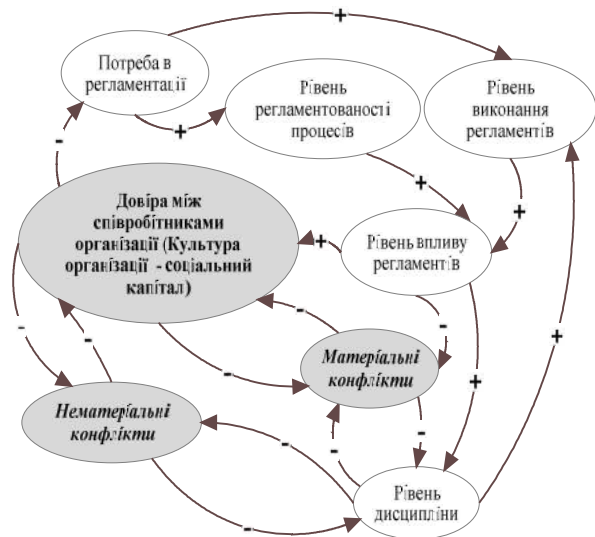 +
Потреба в
регламентації
Рівень
регламентованості
процесів
Рівень
виконання
регламентів
-
+
+
+
Довіра між
співробітниками
організації (Культура
організації - соціальний
капітал)
+
Рівень впливу
регламентів
-
-
-
-
-
Матеріальні
конфлікти
+
+
Нематеріальні
конфлікти
-
-
-
-
Рівень
дисципліни